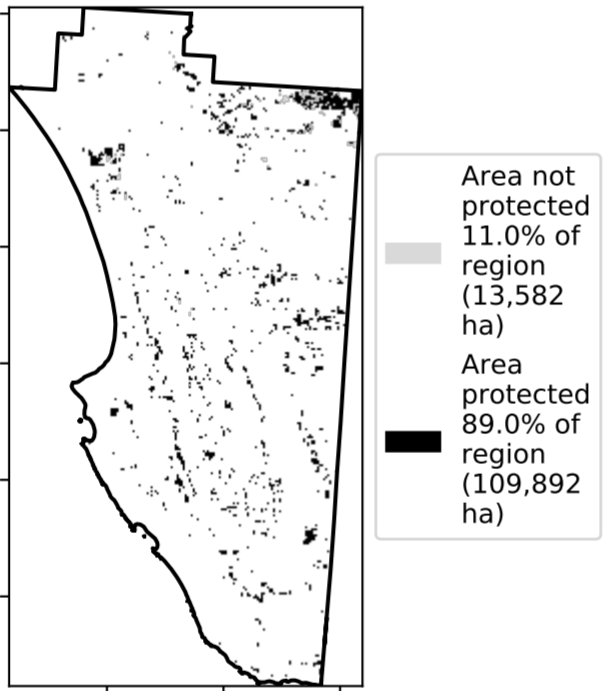 Area not
protected
11.0% of
region
(13,582
ha)
Area
protected
89.0% of
region
(109,892
ha)